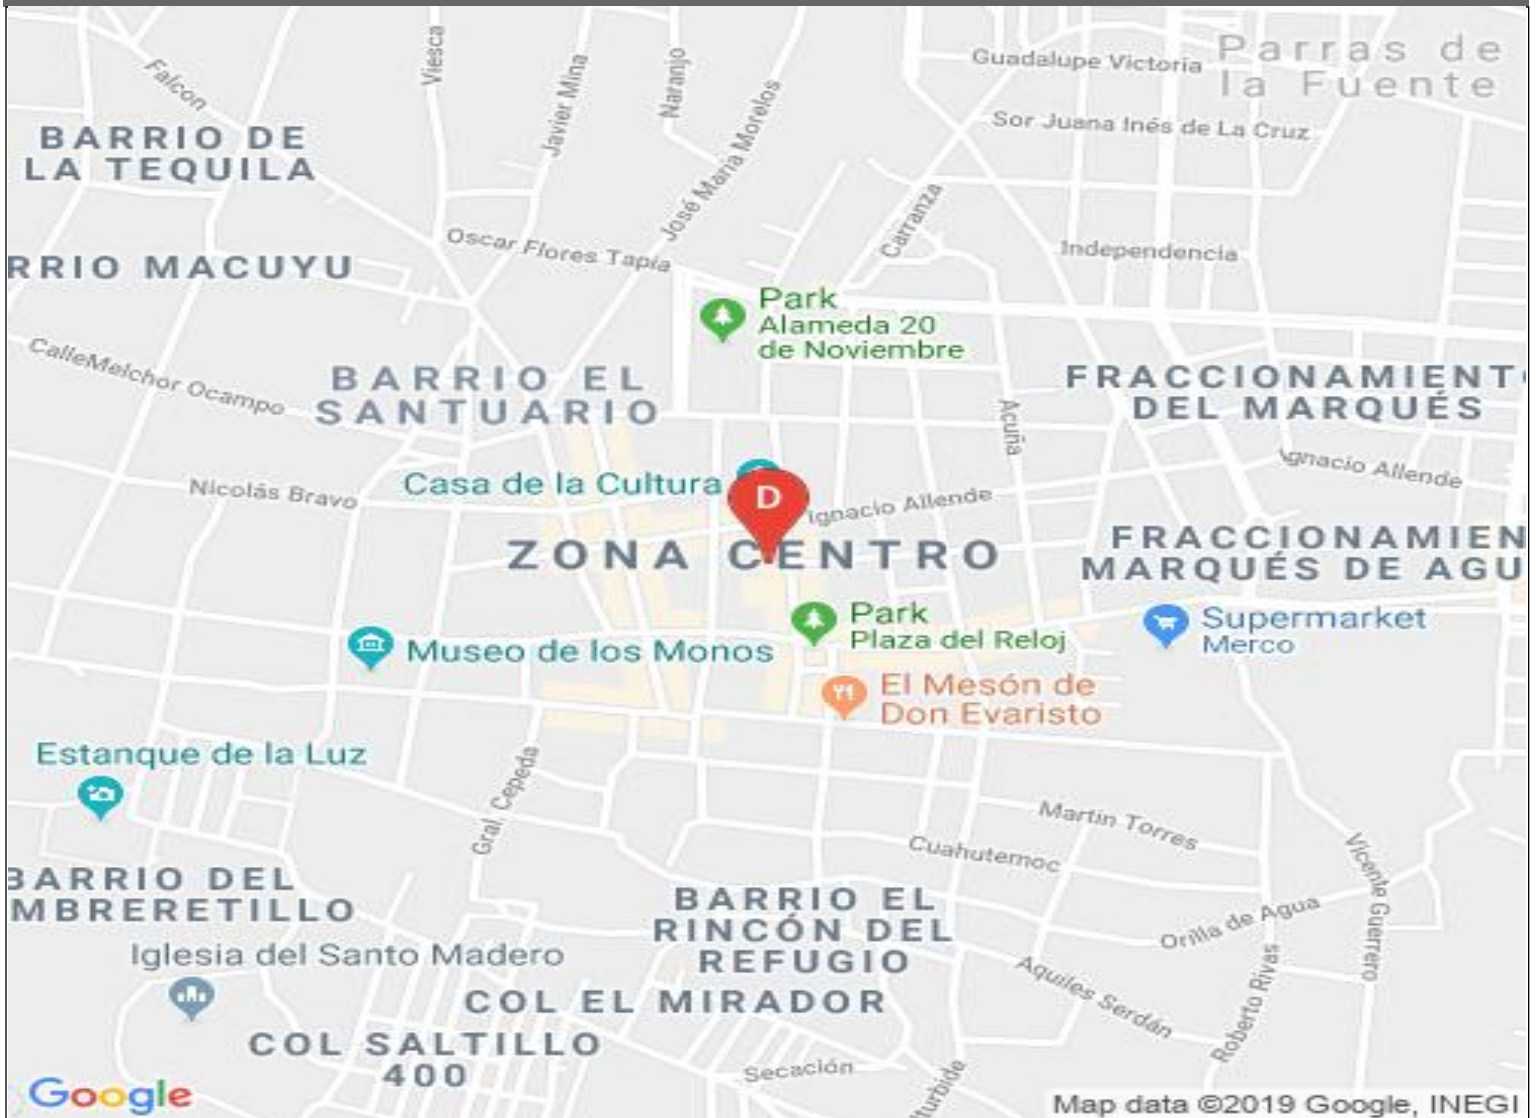 Parras de
la Fuente
Guadalupe Victoria
Sor Juana Inés de La Cruz
Falcon
Viesca
Javier Mina
Naranjo
José María Morelos
BARRIO DE
LA TEQUILA
Carranza
Oscar Flores Tapia
Independencia
RRIO MACUYU
Park
Alameda 20
de Noviembre
CalleMelchor Ocampo
BARRIO EL
SANTUARIO
FRACCIONAMIENT
DEL MARQUÉS
Acuña
Ignacio Allende
Nicolás Bravo
Casa de la Cultura
D
Ignacio Allende
ZONA CENTRO
FRACCIONAMIEN
MARQUÉS DE AGU
Park
Plaza del Reloj
Supermarket
Merco
Museo de los Monos
El Mesón de
Don Evaristo
Estanque de la Luz
Gral. Cepeda
Martin Torres
Cuahutemoc
Vicente Guerrero
BARRIO DEL
MBRERETILLO
BARRIO EL
RINCÓN DEL
REFUGIO
Orilla de Agua
Iglesia del Santo Madero
Aquiles Serdán
Roberto Rivas
COL EL MIRADOR
COL SALTILLO
400
Secación
turbide
Google
Map data ©2019 Google, INEGI